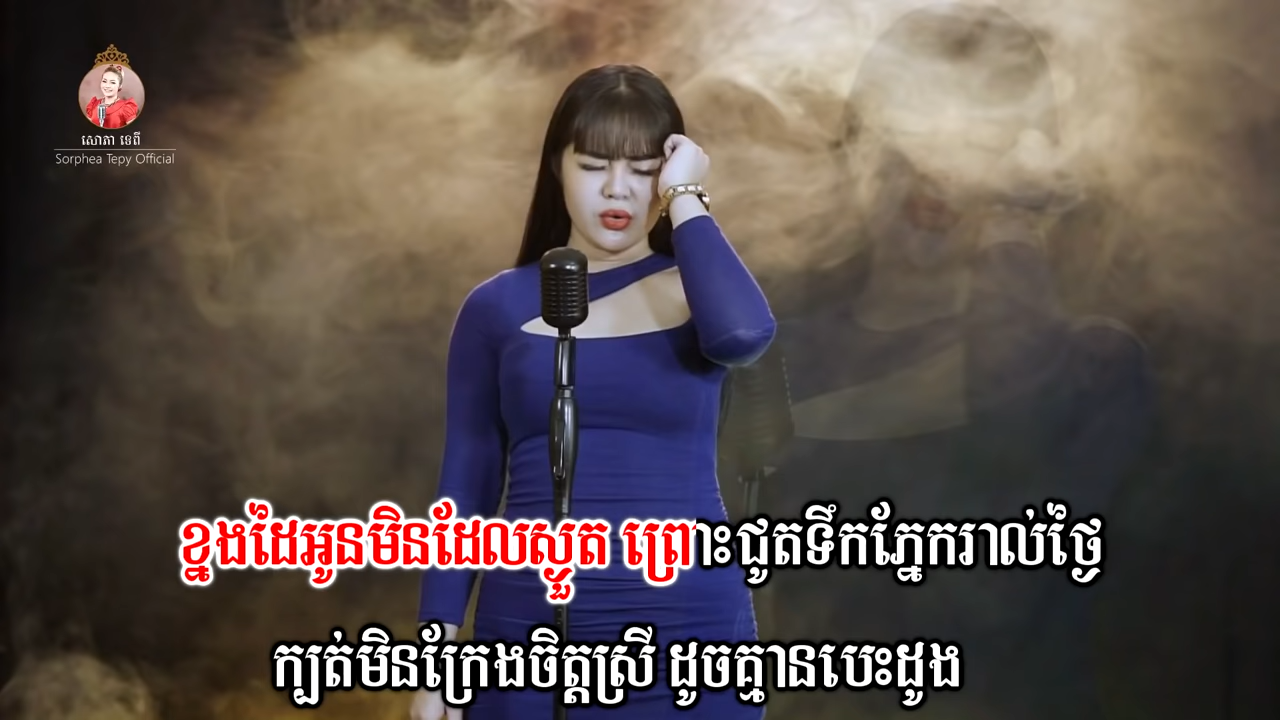 សោភា ទេពី
Sorphea Tepy Official
ខ្នងដៃអូនមិនដែលស្ងួត ព្រោះជូតទឹកភ្នែករាល់ថ្ងៃ
ក្បត់មិនក្រែងចិត្តស្រី ដូចគ្មានបេះដូង